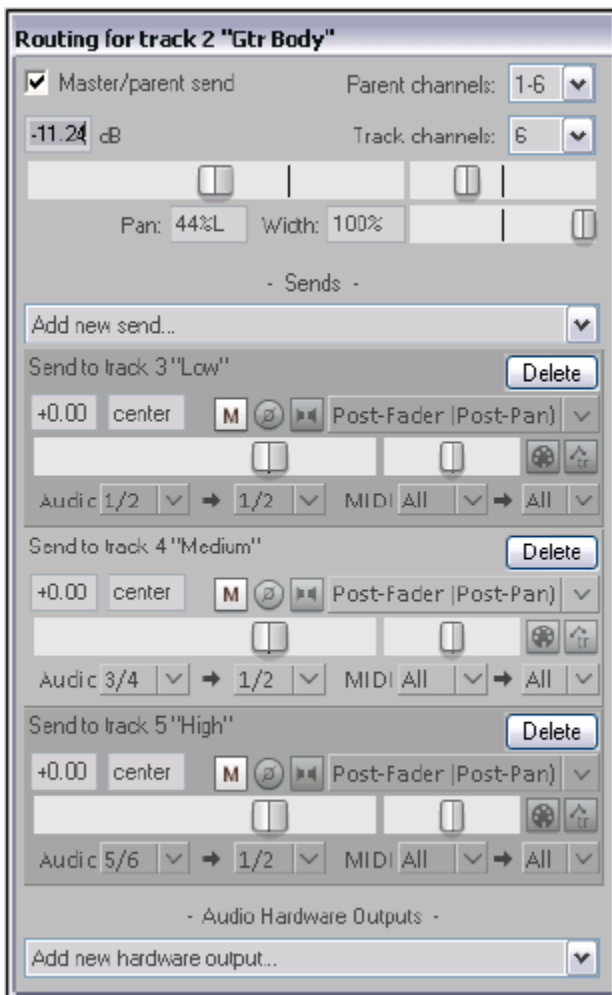 Routing for track 2 "Gtr Body"
Master/parent send Parent channels: 1-6
-11.24 dB Track channels: 6
Pan: 44%L Width: 100%
- Sends -
Add new send...
Send to track 3 "Low" Delete
+0.00 center M Ø Post-Fader |Post-Pan)
Audic 1/2 → 1/2 MIDI All → All
Send to track 4 "Medium" Delete
+0.00 center M Ø Post-Fader |Post-Pan)
Audic 3/4 → 1/2 MIDI All → All
Send to track 5 "High" Delete
+0.00 center M Ø Post-Fader |Post-Pan)
Audic 5/6 → 1/2 MIDI All → All
- Audio Hardware Outputs -
Add new hardware output...